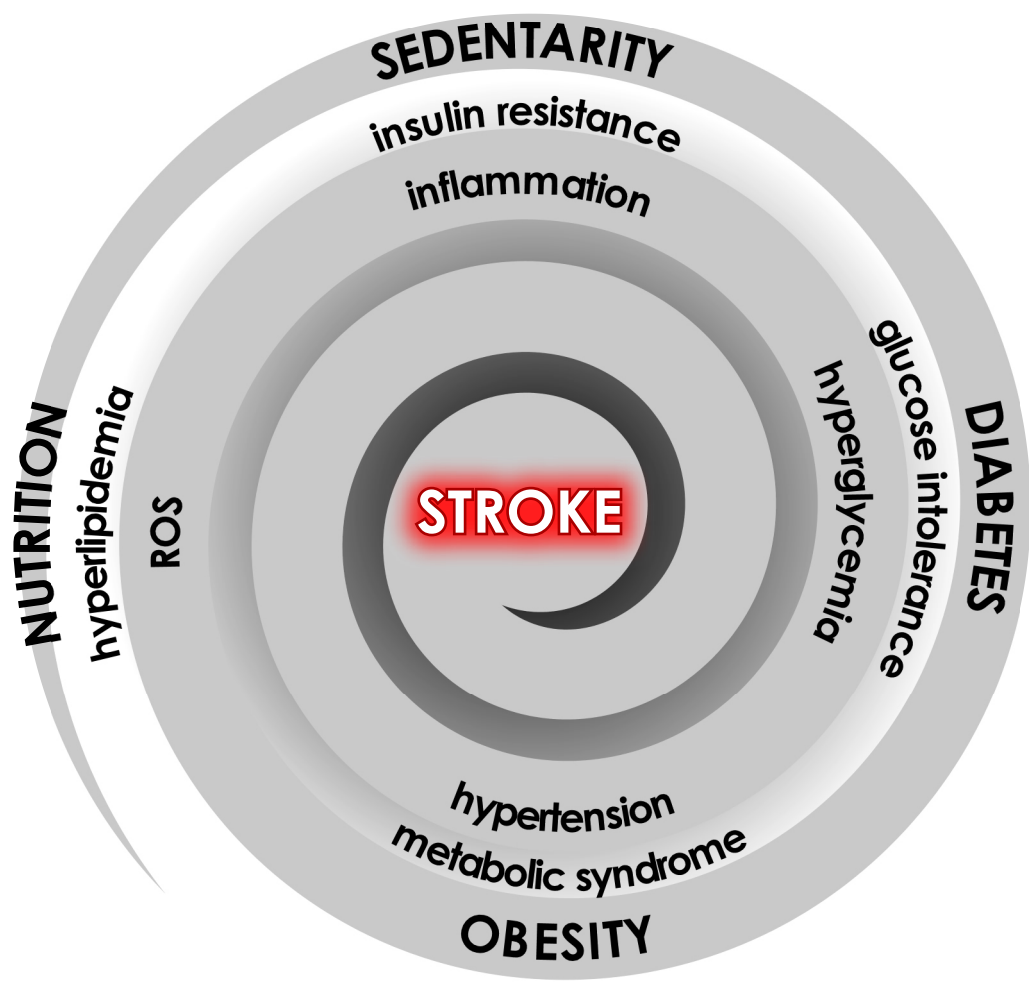 SEDENTARITY
insulin resistance
inflammation
NUTRITION
hyperlipidemia
ROS
STROKE
hyperglycemia
glucose intolerance
DIABETES
hypertension
metabolic syndrome
OBESITY